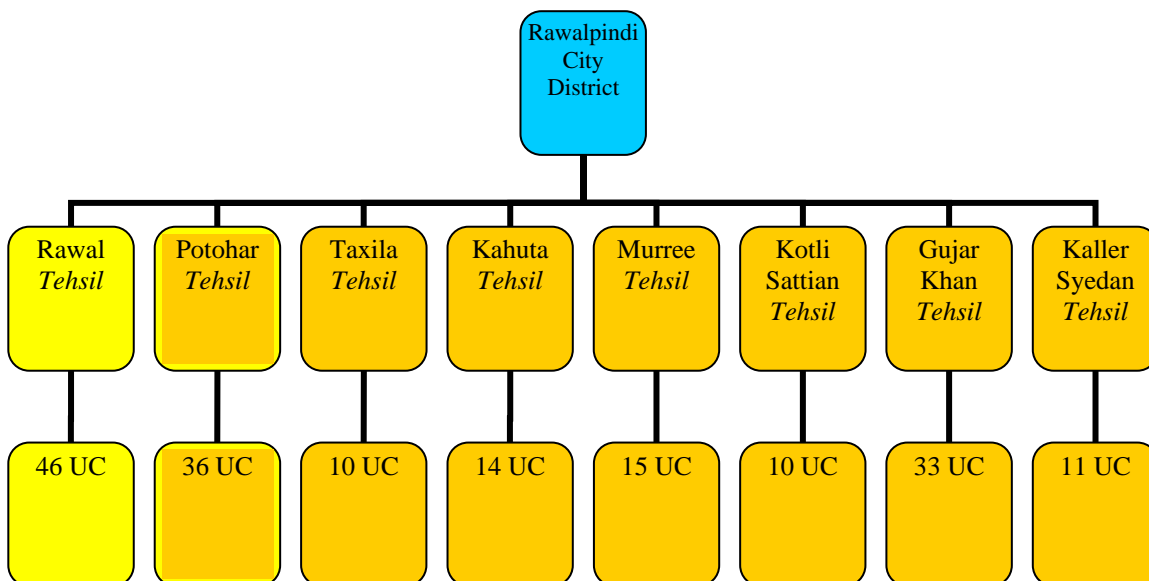 Rawalpindi
City
District
Rawal
Tehsil
Potohar
Tehsil
Taxila
Tehsil
Kahuta
Tehsil
Murree
Tehsil
Kotli
Sattian
Tehsil
Gujar
Khan
Tehsil
Kaller
Syedan
Tehsil
46 UC
36 UC
10 UC
14 UC
15 UC
10 UC
33 UC
11 UC